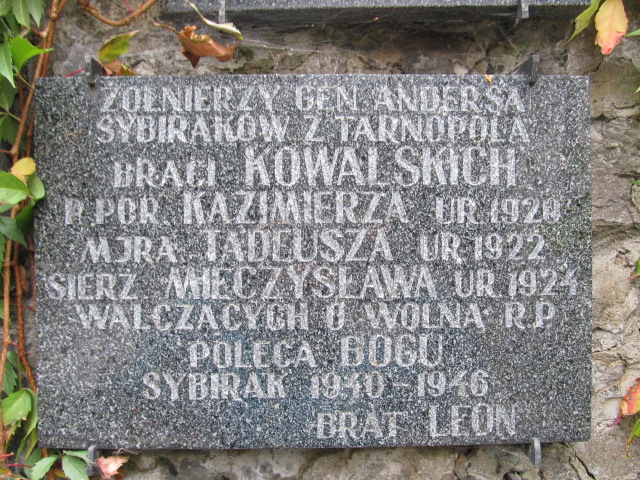 ŻOŁNIERZY GEN ANDERSA
SYBIRAKÓW Z TARNOPOLA
BRACI KOWALSKICH
P. POR. KAZIMIERZA UR. 1920
MJRA. TADEUSZA UR 1922
SIERZ MIECZYSŁAWA UR. 1924
WALCZĄCYCH O WOLNĄ R.P
POLECA BOGU
SYBIRAK 1940-1946
BRAT LEON